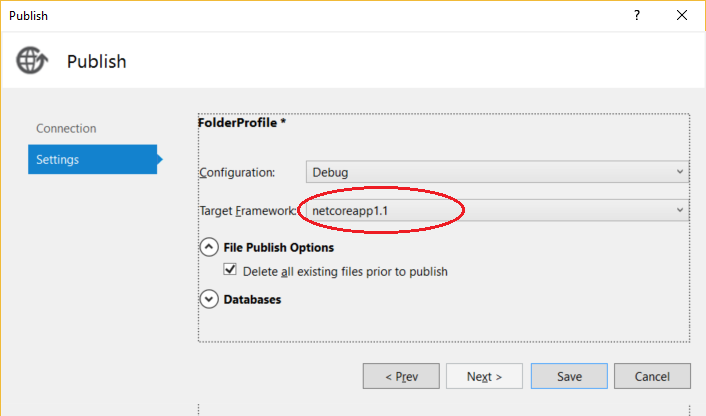 Publish
?
Publish
Connection
Settings
FolderProfile *
Configuration: Debug
Target Framework: netcoreapp1.1
File Publish Options
Delete all existing files prior to publish
Databases
< Prev Next > Save Cancel